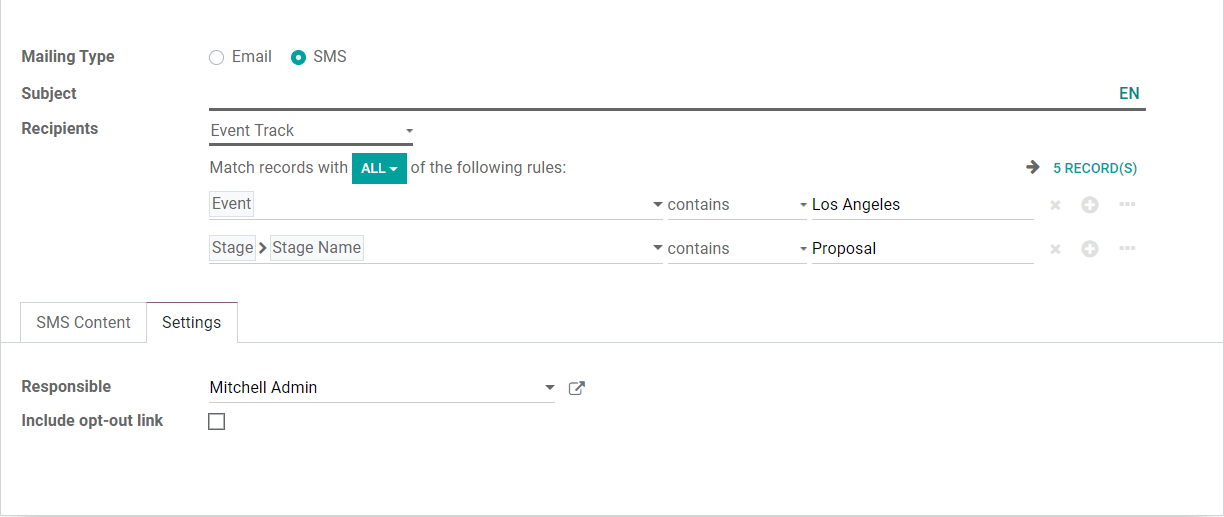 Mailing Type Email SMS
Subject EN
Recipients Event Track
Match records with ALL of the following rules: 5 RECORD(S)
Event contains Los Angeles
Stage Stage Name contains Proposal
SMS Content Settings
Responsible Mitchell Admin
Include opt-out link